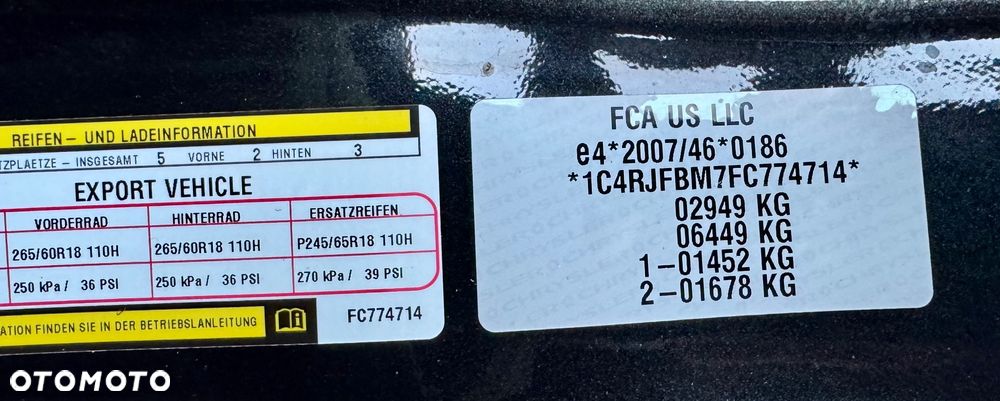 REIFEN - UND LADEINFORMATION
TZPLAETZE - INSGESAMT 5 VORNE 2 HINTEN 3
EXPORT VEHICLE
VORDERRAD HINTERRAD ERSATZREIFEN
265/60R18 110H 265/60R18 110H P245/65R18 110H
250 kPa / 36 PSI 250 kPa / 36 PSI 270 kPa / 39 PSI
ATION FINDEN SIE IN DER BETRIEBSANLEITUNG
FC774714
FCA US LLC
e4*2007/46*0186
*1C4RJFBM7FC774714*
02949 KG
06449 KG
1-01452 KG
2-01678 KG
OTOMOTO